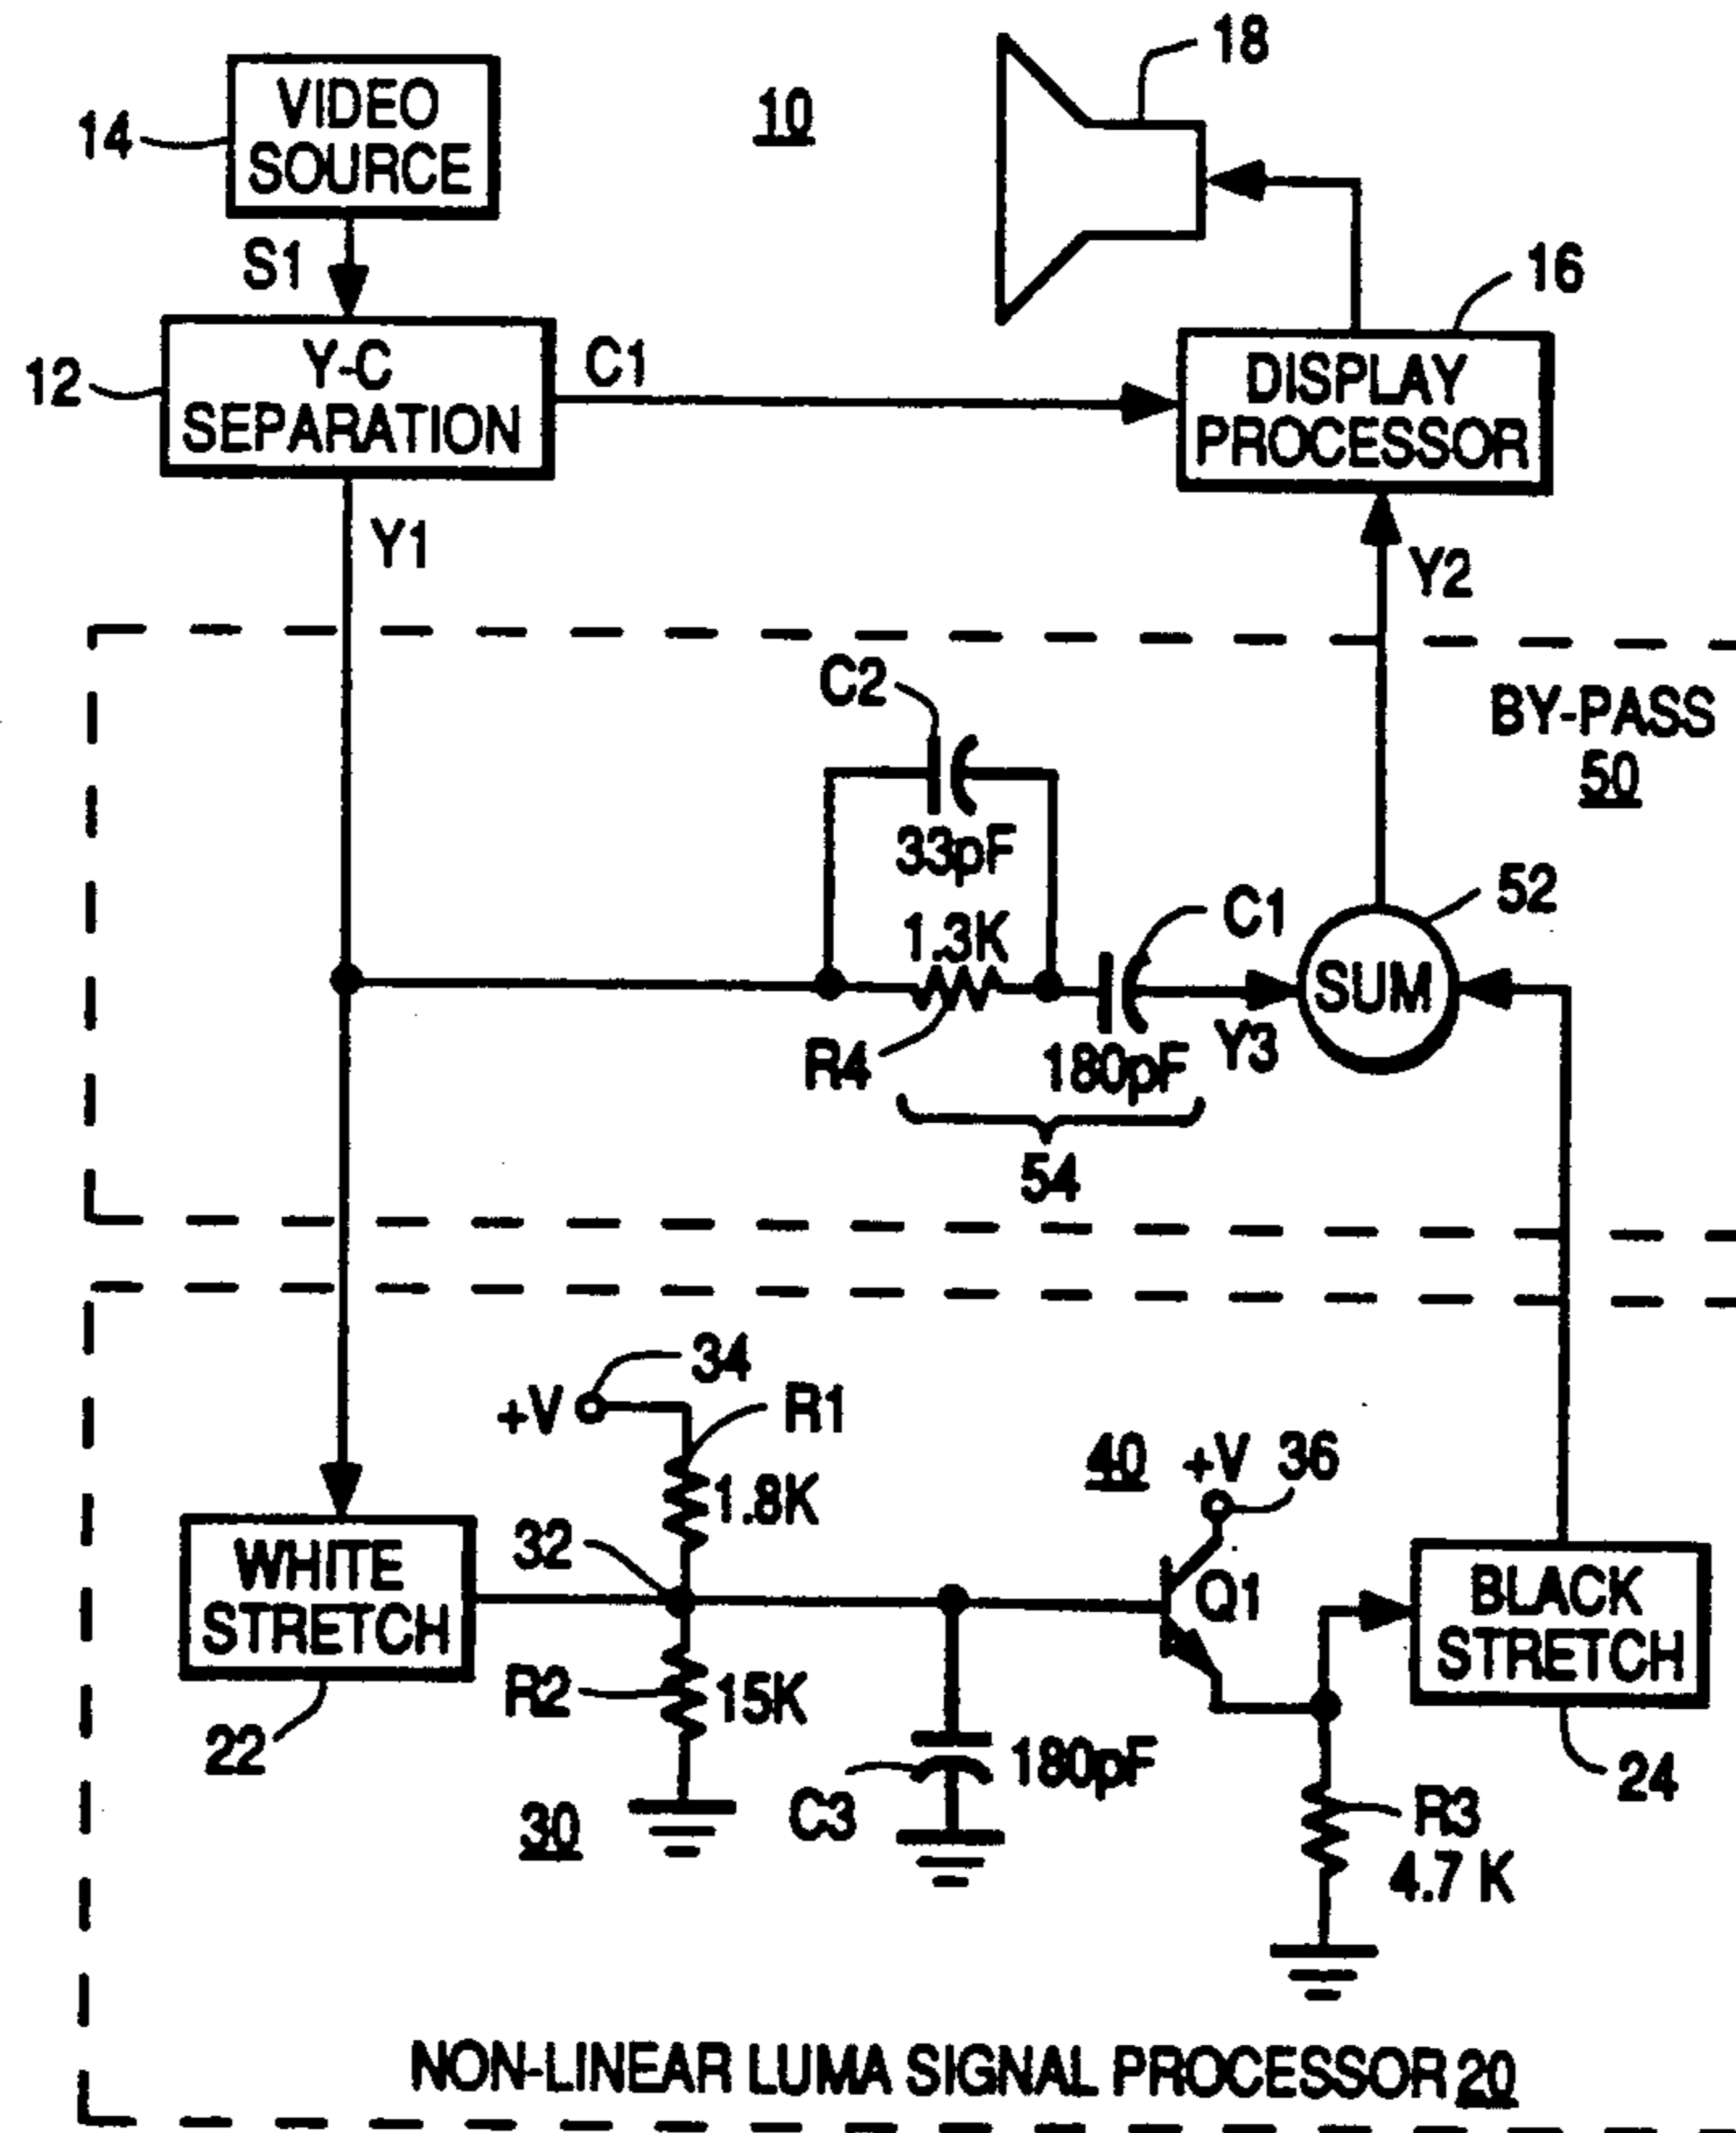 18
VIDEO
SOURCE
14
10
S1
16
Y-C
SEPARATION
12
C1
DISPLAY
PROCESSOR
Y1
Y2
C2
BY-PASS
50
33pF
1.3K
C1
52
SUM
R4
180pF
Y3
54
34
+V
R1
1.8K
40
+V 36
32
WHITE
STRETCH
Q1
BLACK
STRETCH
R2
15K
22
180pF
C3
24
30
R3
4.7 K
NON-LINEAR LUMA SIGNAL PROCESSOR 20